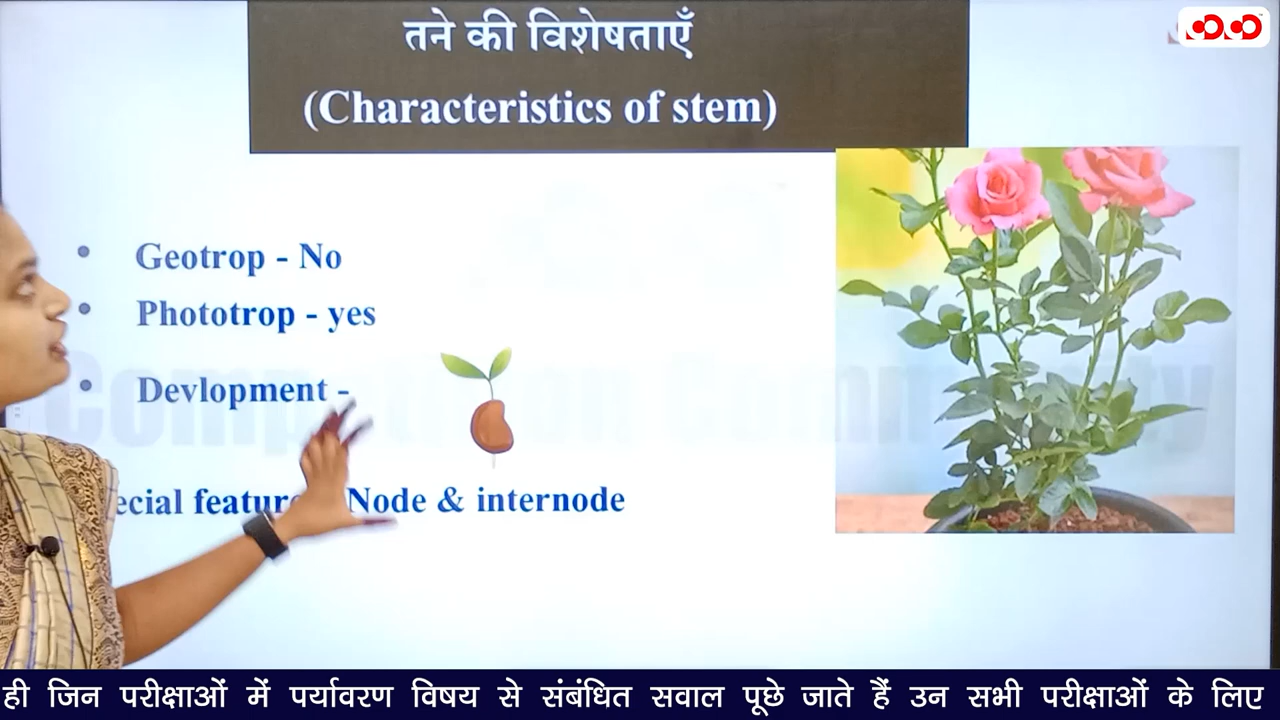 तने की विशेषताएँ
(Characteristics of stem)
Geotrop - No
Phototrop - yes
Devlopment -
ecial featur Node & internode
ही जिन परीक्षाओं में पर्यावरण विषय से संबंधित सवाल पूछे जाते हैं उन सभी परीक्षाओं के लिए